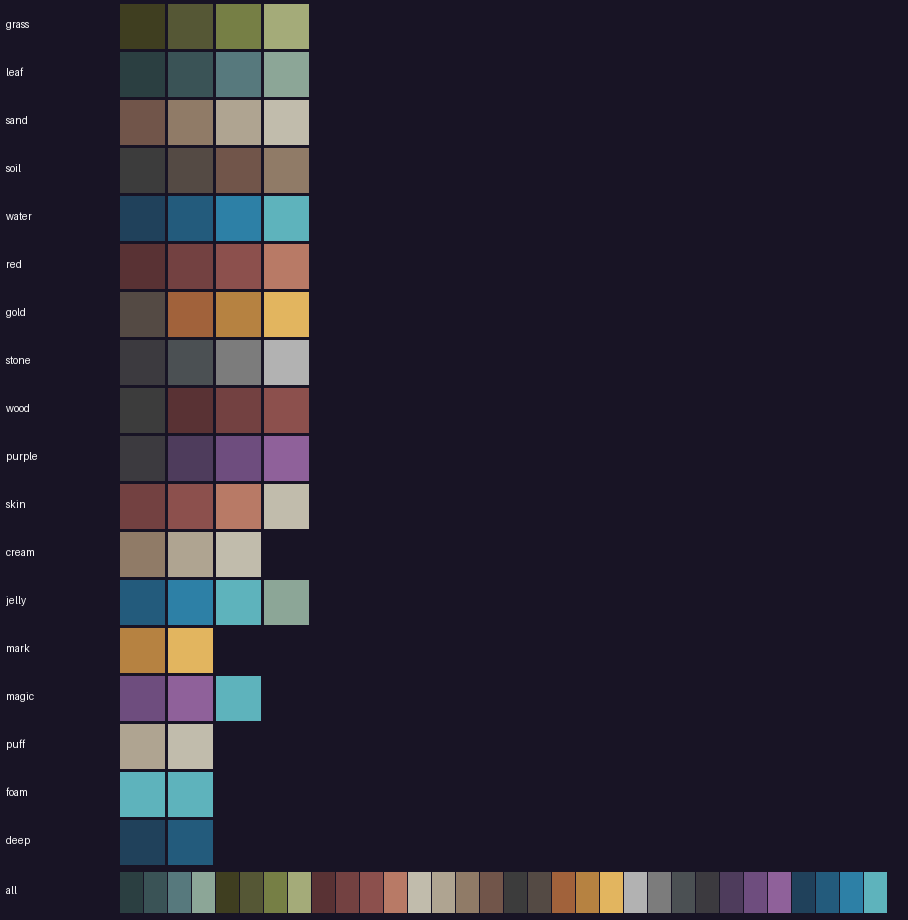 grass
leaf
sand
soil
water
red
gold
stone
wood
purple
skin
cream
jelly
mark
magic
puff
foam
deep
all